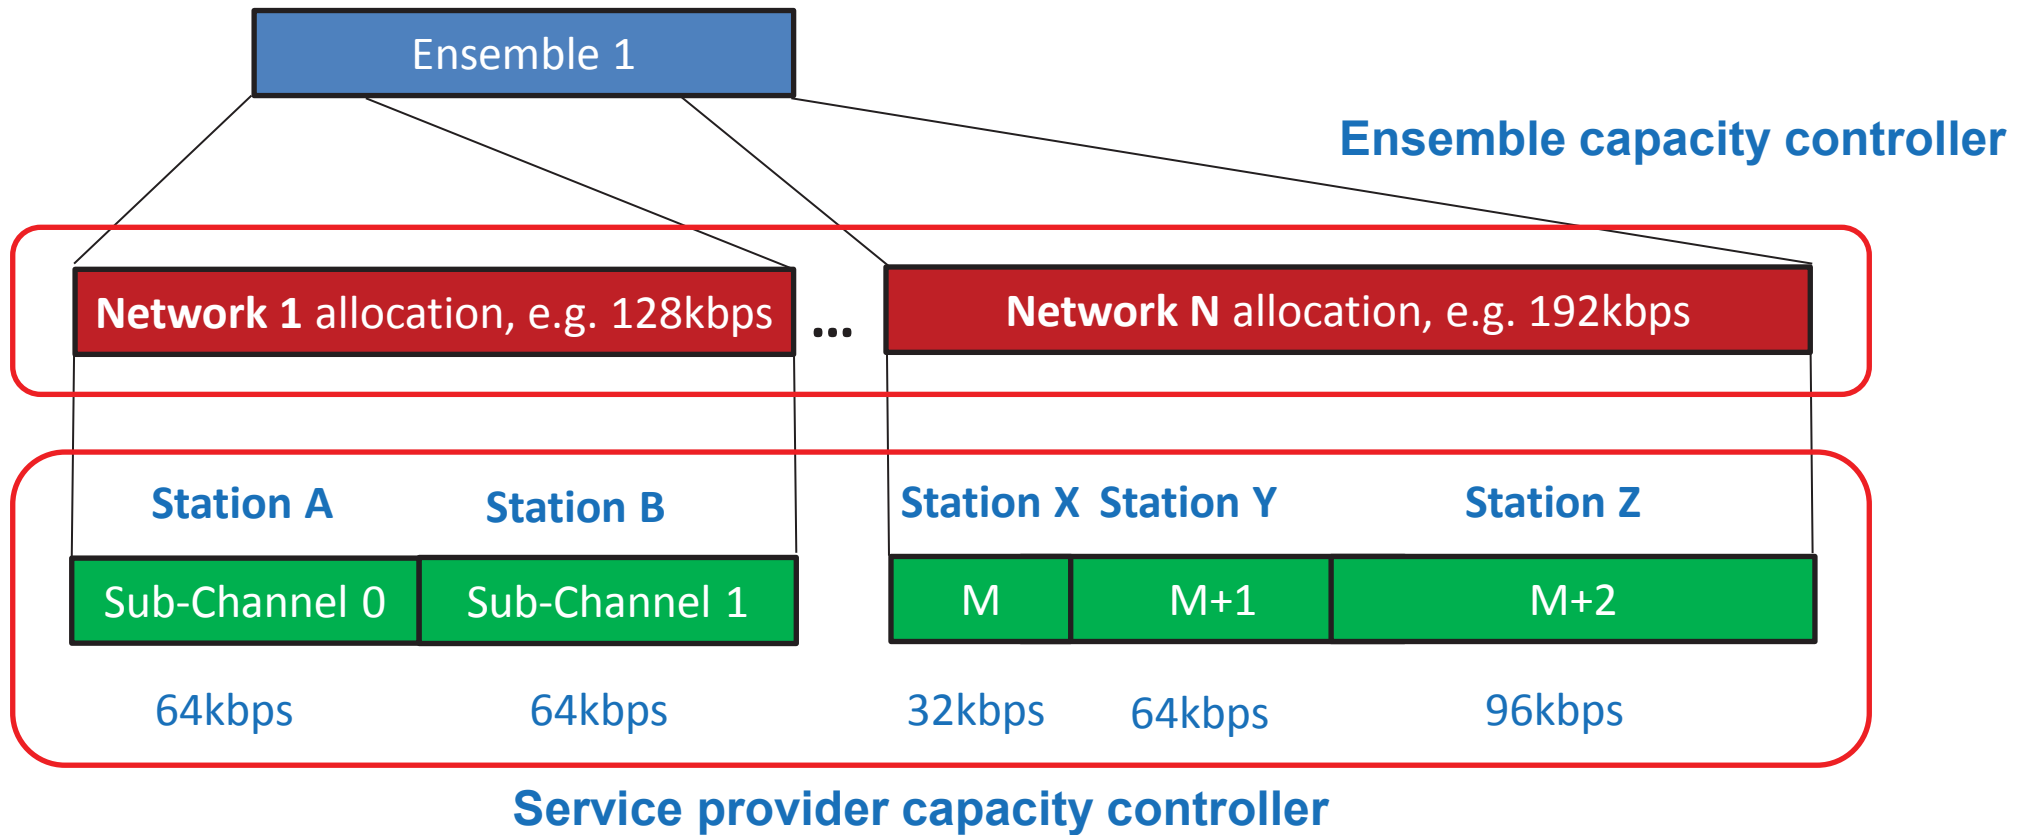 Ensemble 1
Ensemble capacity controller
Network 1 allocation, e.g. 128kbps
...
Network N allocation, e.g. 192kbps
Station A
Station B
Station X
Station Y
Station Z
Sub-Channel 0
Sub-Channel 1
M
M+1
M+2
64kbps
64kbps
32kbps
64kbps
96kbps
Service provider capacity controller